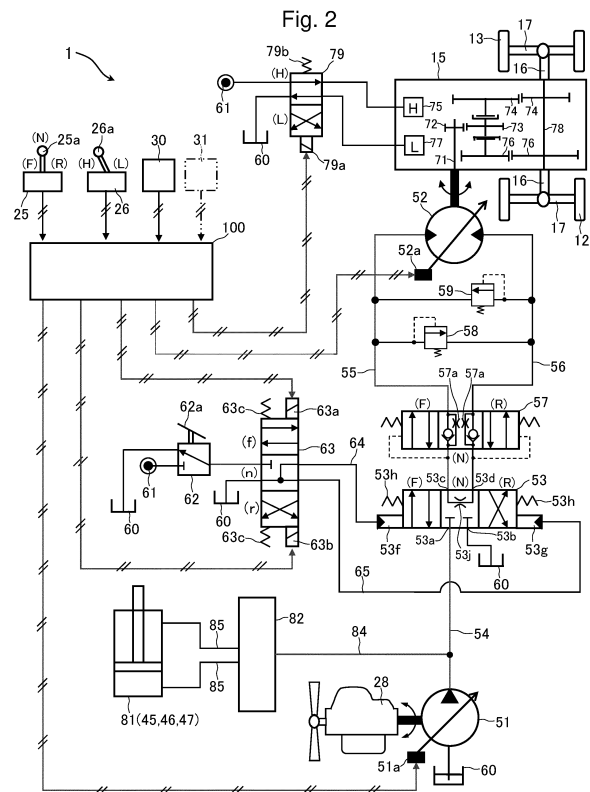 Fig. 2
1
79b
79
13
17
15
16
(H)
(L)
61
60
79a
H
75
L
77
74
74
72
73
71
76
76
78
16
17
12
(N)
25a
(F)
(R)
25
26a
(H)
(L)
26
30
31
100
52
52a
59
58
55
56
57a
57a
(F)
(R)
57
(N)
62a
63c
63a
(f)
63
64
(n)
61
62
60
60
(r)
63c
63b
53c
53d
53h
(F)
(N)
(R)
53
53h
53f
53a
53j
53b
53g
60
65
54
85
82
84
85
81(45,46,47)
28
51
51a
60